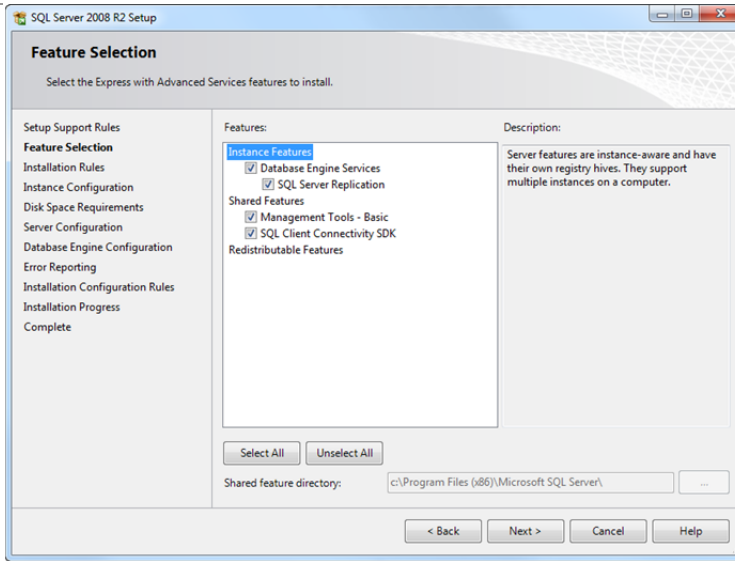 SQL Server 2008 R2 Setup
Feature Selection
Select the Express with Advanced Services features to install.
Setup Support Rules
Feature Selection
Installation Rules
Instance Configuration
Disk Space Requirements
Server Configuration
Database Engine Configuration
Error Reporting
Installation Configuration Rules
Installation Progress
Complete
Features:
Instance Features
Database Engine Services
SQL Server Replication
Shared Features
Management Tools - Basic
SQL Client Connectivity SDK
Redistributable Features
Description:
Server features are instance-aware and have
their own registry hives. They support
multiple instances on a computer.
Select All
Unselect All
Shared feature directory:
c:\Program Files (x86)\Microsoft SQL Server\
...
< Back
Next >
Cancel
Help